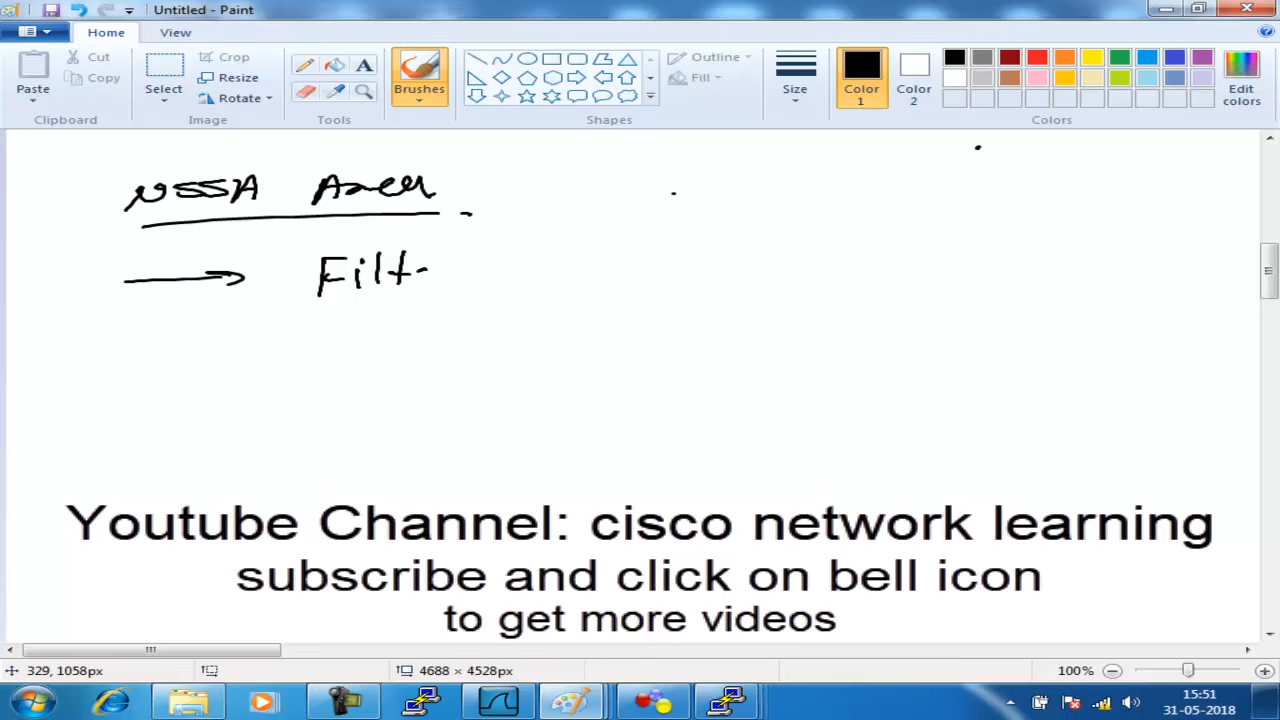 Untitled - Paint
Home View
Cut
Copy
Paste
Clipboard
Crop
Resize
Rotate
Select
Image
Tools
Brushes
Outline
Fill
Shapes
Size
Color 1
Color 2
Edit colors
Colors
NSSA Area
Filt
Youtube Channel: cisco network learning
subscribe and click on bell icon
to get more videos
329, 1058px
4688 × 4528px
100%
15:51
31-05-2018